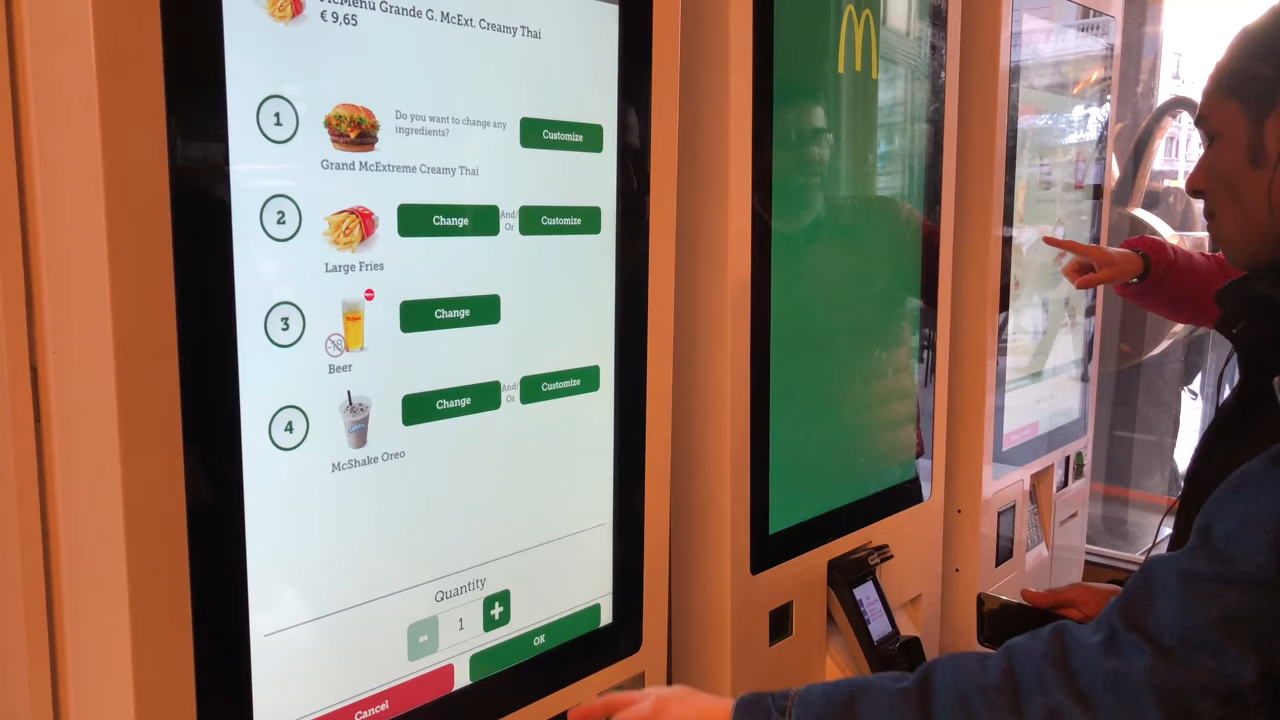 McMenú Grande G. McExt. Creamy Thai
€ 9,65
1
Do you want to change any
ingredients?
Customize
Grand McExtreme Creamy Thai
2
Change
And/
Or
Customize
Large Fries
3
Change
-18
Beer
4
Change
And/
Or
Customize
McShake Oreo
Quantity
-
1
+
OK
Cancel